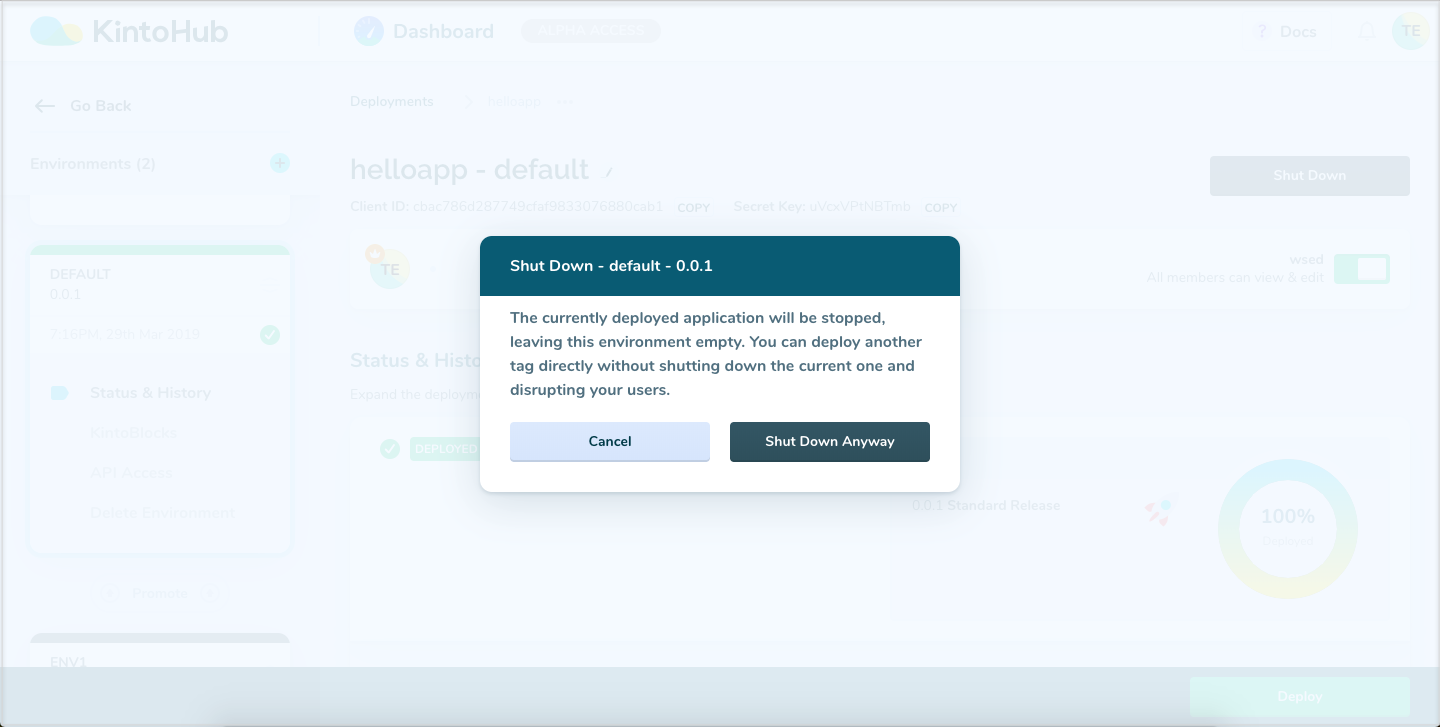 KintoHub
Dashboard
ALPHA ACCESS
Docs
TE
Go Back
Deployments
helloapp
Environments (2)
helloapp - default
Shut Down
Client ID: cbac786d287749cfaf9833076880cab1 COPY Secret Key: uVcxVPtNBTmb COPY
TE
wsed
All members can view & edit
DEFAULT
0.0.1
7:16PM, 29th Mar 2019
Status & History
KintoBlocks
API Access
Delete Environment
Promote
ENV1
Shut Down - default - 0.0.1
The currently deployed application will be stopped,
leaving this environment empty. You can deploy another
tag directly without shutting down the current one and
disrupting your users.
Cancel
Shut Down Anyway
Status & Histo
Expand the deploym
DEPLOYED
0.0.1 Standard Release
100%
Deployed
Deploy